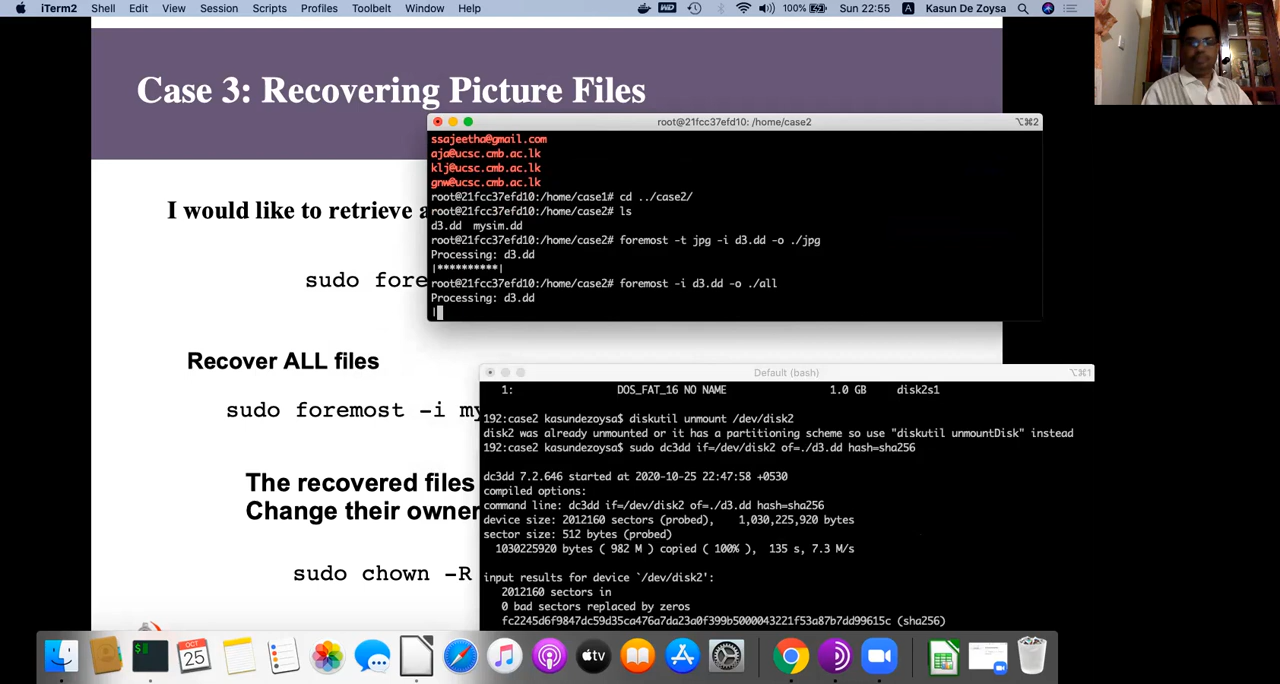 iTerm2 Shell Edit View Session Scripts Profiles Toolbelt Window Help WD 100% Sun 22:55 A Kasun De Zoysa
Case 3: Recovering Picture Files
root@21fcc37efd10: /home/case2 ⌥⌘2
ssajeetha@gmail.com
aja@ucsc.cmb.ac.lk
klj@ucsc.cmb.ac.lk
gnw@ucsc.cmb.ac.lk
root@21fcc37efd10:/home/case1# cd ../case2/
root@21fcc37efd10:/home/case2# ls
d3.dd mysim.dd
root@21fcc37efd10:/home/case2# foremost -t jpg -i d3.dd -o ./jpg
Processing: d3.dd
|**********|
root@21fcc37efd10:/home/case2# foremost -i d3.dd -o ./all
Processing: d3.dd
|
I would like to retrieve a
sudo fore
Recover ALL files
sudo foremost -i my
The recovered files
Change their owner
sudo chown -R
Default (bash) ⌥⌘1
1: DOS_FAT_16 NO NAME 1.0 GB disk2s1
192:case2 kasundezoysa$ diskutil unmount /dev/disk2
disk2 was already unmounted or it has a partitioning scheme so use "diskutil unmountDisk" instead
192:case2 kasundezoysa$ sudo dc3dd if=/dev/disk2 of=./d3.dd hash=sha256
dc3dd 7.2.646 started at 2020-10-25 22:47:58 +0530
compiled options:
command line: dc3dd if=/dev/disk2 of=./d3.dd hash=sha256
device size: 2012160 sectors (probed), 1,030,225,920 bytes
sector size: 512 bytes (probed)
1030225920 bytes ( 982 M ) copied ( 100% ), 135 s, 7.3 M/s
input results for device `/dev/disk2':
2012160 sectors in
0 bad sectors replaced by zeros
fc2245d6f9847dc59d35ca476a7da23a0f399b5000043221f53a87b7dd99615c (sha256)
OCT
25
tv